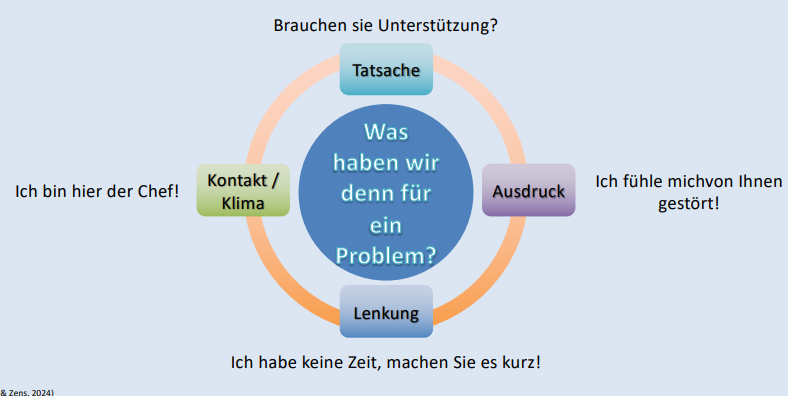 Brauchen sie Unterstützung?
Tatsache
Was
haben wir
denn für
ein
Problem?
Kontakt /
Klima
Ich bin hier der Chef!
Ausdruck
Ich fühle michvon Ihnen
gestört!
Lenkung
Ich habe keine Zeit, machen Sie es kurz!
& Zens, 2024)